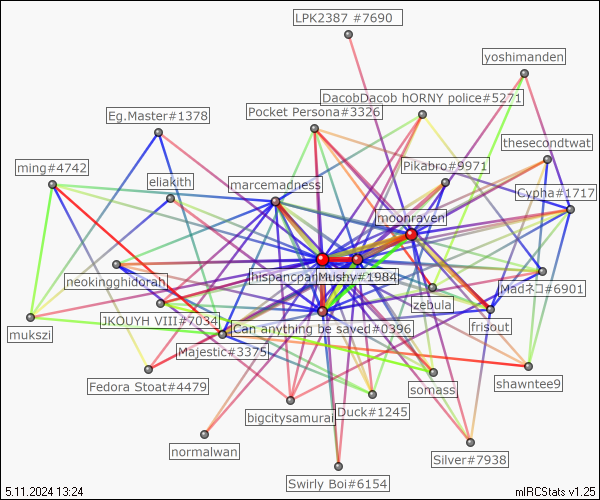 LPK2387 #7690
yoshimanden
DacobDacob hORNY police#5271
Eg.Master#1378
Pocket Persona#3326
thesecondtwat
ming#4742
Pikabro#9971
eliakith
marcemadness
Cypha#1717
moonraven
neokingghidorah
Mushy#1984
Madネコ#6901
zebula
mukszi
JKOUYH VIII#7034
Can anything be saved#0396
frisout
Majestic#3375
Fedora Stoat#4479
somass
shawntee9
bigcitysamurai
Duck#1245
normalwan
Silver#7938
Swirly Boi#6154
5.11.2024 13:24
mIRCStats v1.25